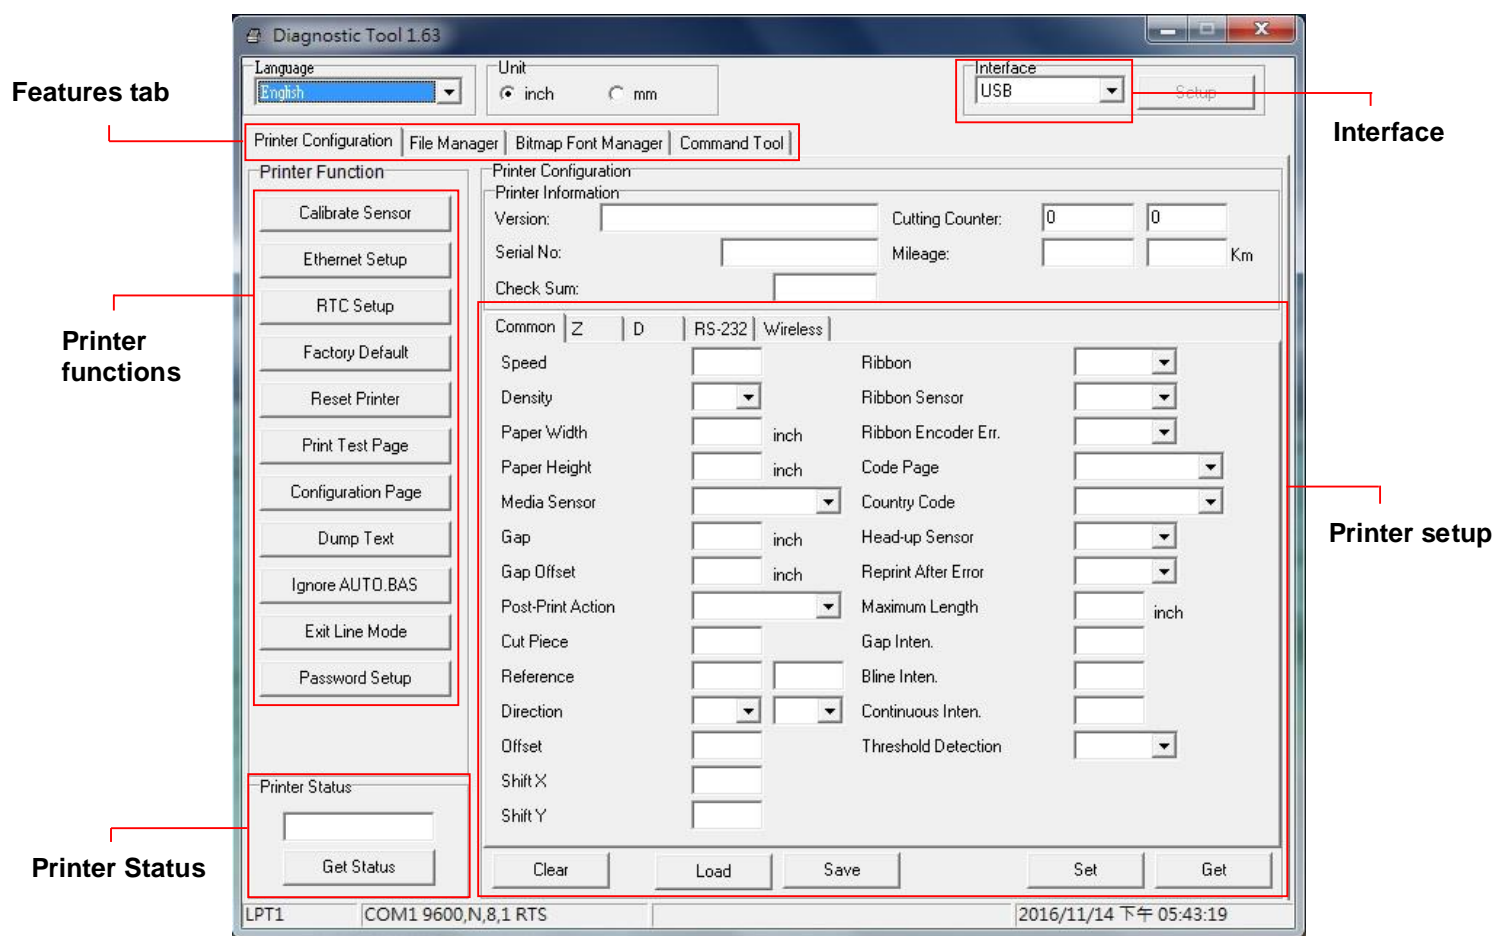 Diagnostic Tool 1.63
Language
English
Unit
inch
mm
Interface
USB
Setup
Features tab
Interface
Printer Configuration
File Manager
Bitmap Font Manager
Command Tool
Printer Function
Calibrate Sensor
Ethernet Setup
RTC Setup
Factory Default
Reset Printer
Print Test Page
Configuration Page
Dump Text
Ignore AUTO.BAS
Exit Line Mode
Password Setup
Printer functions
Printer Configuration
Printer Information
Version:
Cutting Counter: 0 0
Serial No:
Mileage: Km
Check Sum:
Common Z D RS-232 Wireless
Speed
Ribbon
Density
Ribbon Sensor
Paper Width inch
Ribbon Encoder Err.
Paper Height inch
Code Page
Media Sensor
Country Code
Gap inch
Head-up Sensor
Gap Offset inch
Reprint After Error
Post-Print Action
Maximum Length inch
Cut Piece
Gap Inten.
Reference
Bline Inten.
Direction
Continuous Inten.
Offset
Threshold Detection
Shift X
Shift Y
Printer setup
Printer Status
Get Status
Printer Status
Clear
Load
Save
Set
Get
LPT1
COM1 9600,N,8,1 RTS
2016/11/14 下午 05:43:19